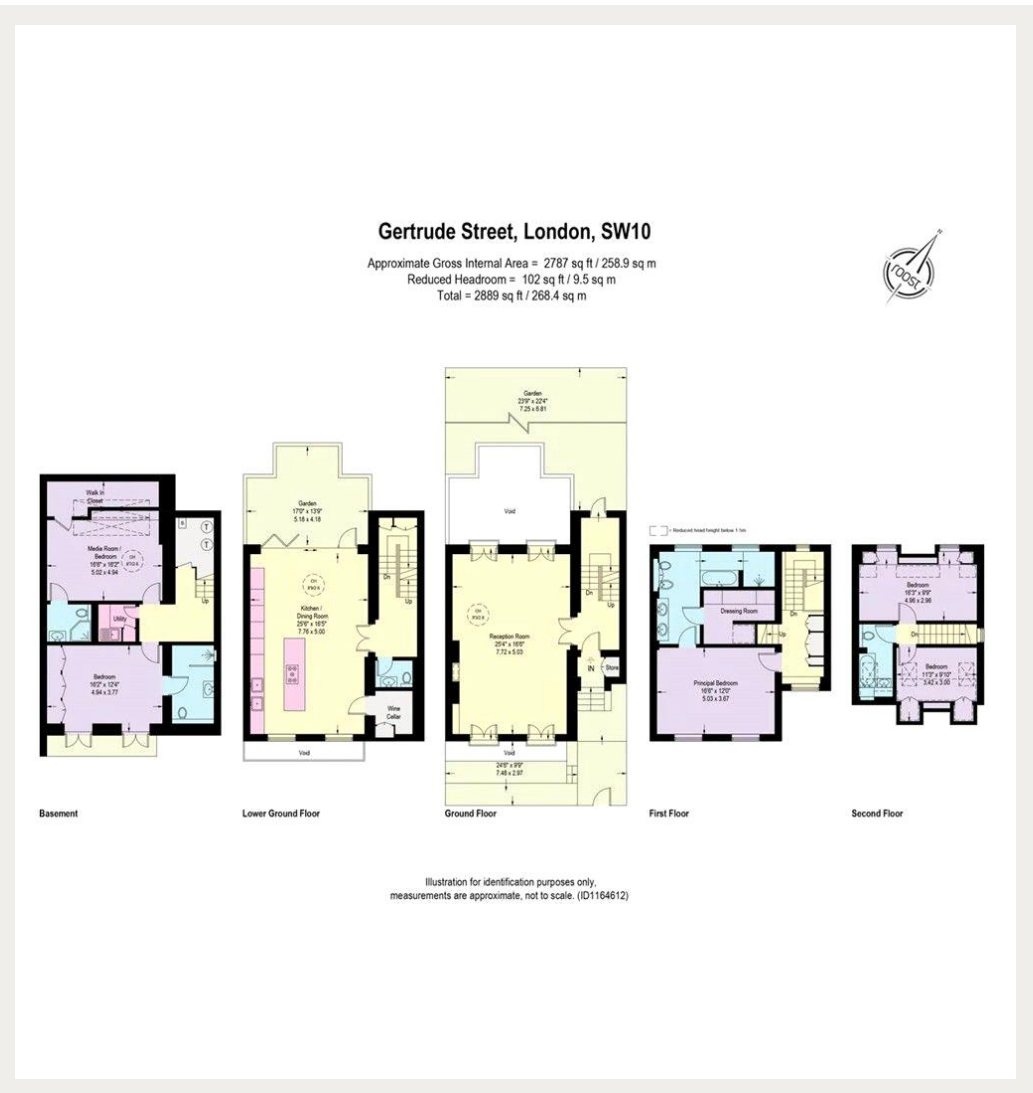 Gertrude Street, London, SW10
Approximate Gross Internal Area = 2787 sq ft / 258.9 sq m
Reduced Headroom = 102 sq ft / 9.5 sq m
Total = 2889 sq ft / 268.4 sq m
roost
N
Garden
23'9" x 22'4"
7.25 x 6.81
Walk In
Closet
Media Room /
Bedroom
16'6" x 16'2"
5.02 x 4.94
T
T
Up
Utility
Bedroom
16'2" x 12'4"
4.94 x 3.77
Basement
Garden
17'0" x 13'9"
5.18 x 4.18
Dn
Up
Kitchen /
Dining Room
25'6" x 16'5"
7.76 x 5.00
Wine
Cellar
Void
Lower Ground Floor
Void
Reception Room
25'4" x 16'6"
7.72 x 5.03
Dn
Up
IN
Store
Void
24'6" x 9'9"
7.48 x 2.97
Ground Floor
= Reduced head height below 1.5m
Dressing Room
Dn
Up
Principal Bedroom
16'6" x 12'0"
5.03 x 3.67
First Floor
Bedroom
16'3" x 9'9"
4.96 x 2.98
Dn
Bedroom
11'3" x 9'10"
3.42 x 3.00
Second Floor
Illustration for identification purposes only,
measurements are approximate, not to scale. (ID1164612)